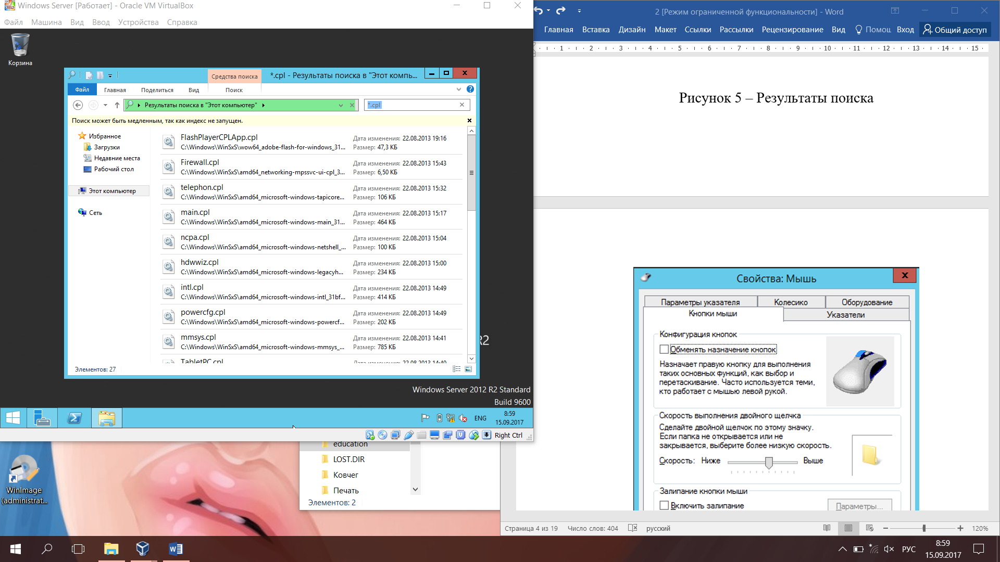 Windows Server [Работает] - Oracle VM VirtualBox
Файл Машина Вид Ввод Устройства Справка
Корзина
Средства поиска
*.cpl - Результаты поиска в "Этот компь...
Файл Главная Поделиться Вид Поиск
Результаты поиска в "Этот компьютер"
*.cpl
Поиск может быть медленным, так как индекс не запущен.
Избранное
Загрузки
Недавние места
Рабочий стол
Этот компьютер
Сеть
FlashPlayerCPLApp.cpl Дата изменения: 22.08.2013 19:16
C:\Windows\WinSxS\wow64_adobe-flash-for-windows_31... Размер: 47,3 КБ
Firewall.cpl Дата изменения: 22.08.2013 15:43
C:\Windows\WinSxS\amd64_networking-mpssvc-ui-cpl_3... Размер: 6,50 КБ
telephon.cpl Дата изменения: 22.08.2013 15:32
C:\Windows\WinSxS\amd64_microsoft-windows-tapicore... Размер: 106 КБ
main.cpl Дата изменения: 22.08.2013 15:17
C:\Windows\WinSxS\amd64_microsoft-windows-main_31... Размер: 464 КБ
ncpa.cpl Дата изменения: 22.08.2013 15:04
C:\Windows\WinSxS\amd64_microsoft-windows-netshell_... Размер: 100 КБ
hdwwiz.cpl Дата изменения: 22.08.2013 15:00
C:\Windows\WinSxS\amd64_microsoft-windows-legacyh... Размер: 234 КБ
intl.cpl Дата изменения: 22.08.2013 14:49
C:\Windows\WinSxS\amd64_microsoft-windows-intl_31bf... Размер: 414 КБ
powercfg.cpl Дата изменения: 22.08.2013 14:49
C:\Windows\WinSxS\amd64_microsoft-windows-powercf... Размер: 202 КБ
mmsys.cpl Дата изменения: 22.08.2013 14:41
C:\Windows\WinSxS\amd64_microsoft-windows-mmsys_... Размер: 785 КБ
TabletPC.cpl Дата изменения: 22.08.2013 14:40
Элементов: 27
R2
Windows Server 2012 R2 Standard
Build 9600
ENG
8:59
15.09.2017
Right Ctrl
education
LOST.DIR
Ковчег
Печать
Элементов: 2
WinImage
(administrat...
2 [Режим ограниченной функциональности] - Word
Главная Вставка Дизайн Макет Ссылки Рассылки Рецензирование Вид Помощ Вход Общий доступ
1 2 3 4 5 6 7 8 9 10 11 12 13 14 15
Рисунок 5 – Результаты поиска
Свойства: Мышь
Параметры указателя Колесико Оборудование
Кнопки мыши Указатели
Конфигурация кнопок
Обменять назначение кнопок
Назначает правую кнопку для выполнения
таких основных функций, как выбор и
перетаскивание. Часто используется теми,
кто работает с мышью левой рукой.
Скорость выполнения двойного щелчка
Сделайте двойной щелчок по этому значку.
Если папка не открывается или не
закрывается, выберите более низкую скорость.
Скорость: Ниже Выше
Залипание кнопки мыши
Включить залипание Параметры...
Страница 4 из 19 Число слов: 404 русский 120%
РУС
8:59
15.09.2017